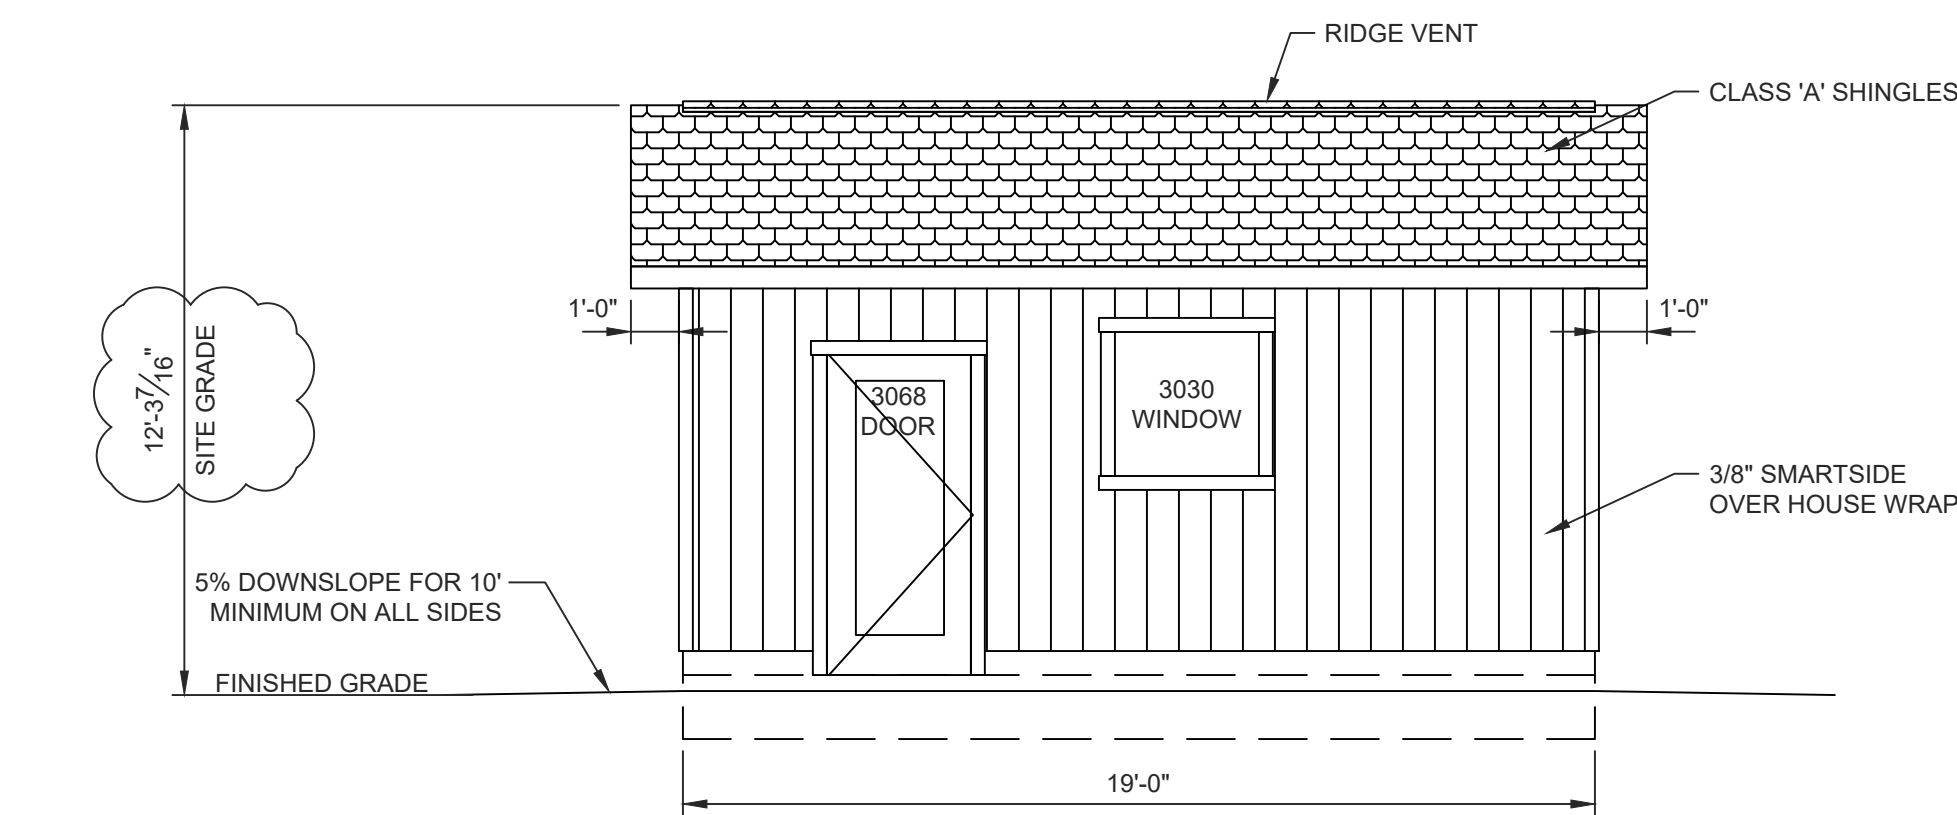 RIDGE VENT
CLASS 'A' SHINGLES
1'-0"
1'-0"
12'-3 7/16"
SITE GRADE
3068
DOOR
3030
WINDOW
3/8" SMARTSIDE
OVER HOUSE WRAP
5% DOWNSLOPE FOR 10'
MINIMUM ON ALL SIDES
FINISHED GRADE
19'-0"